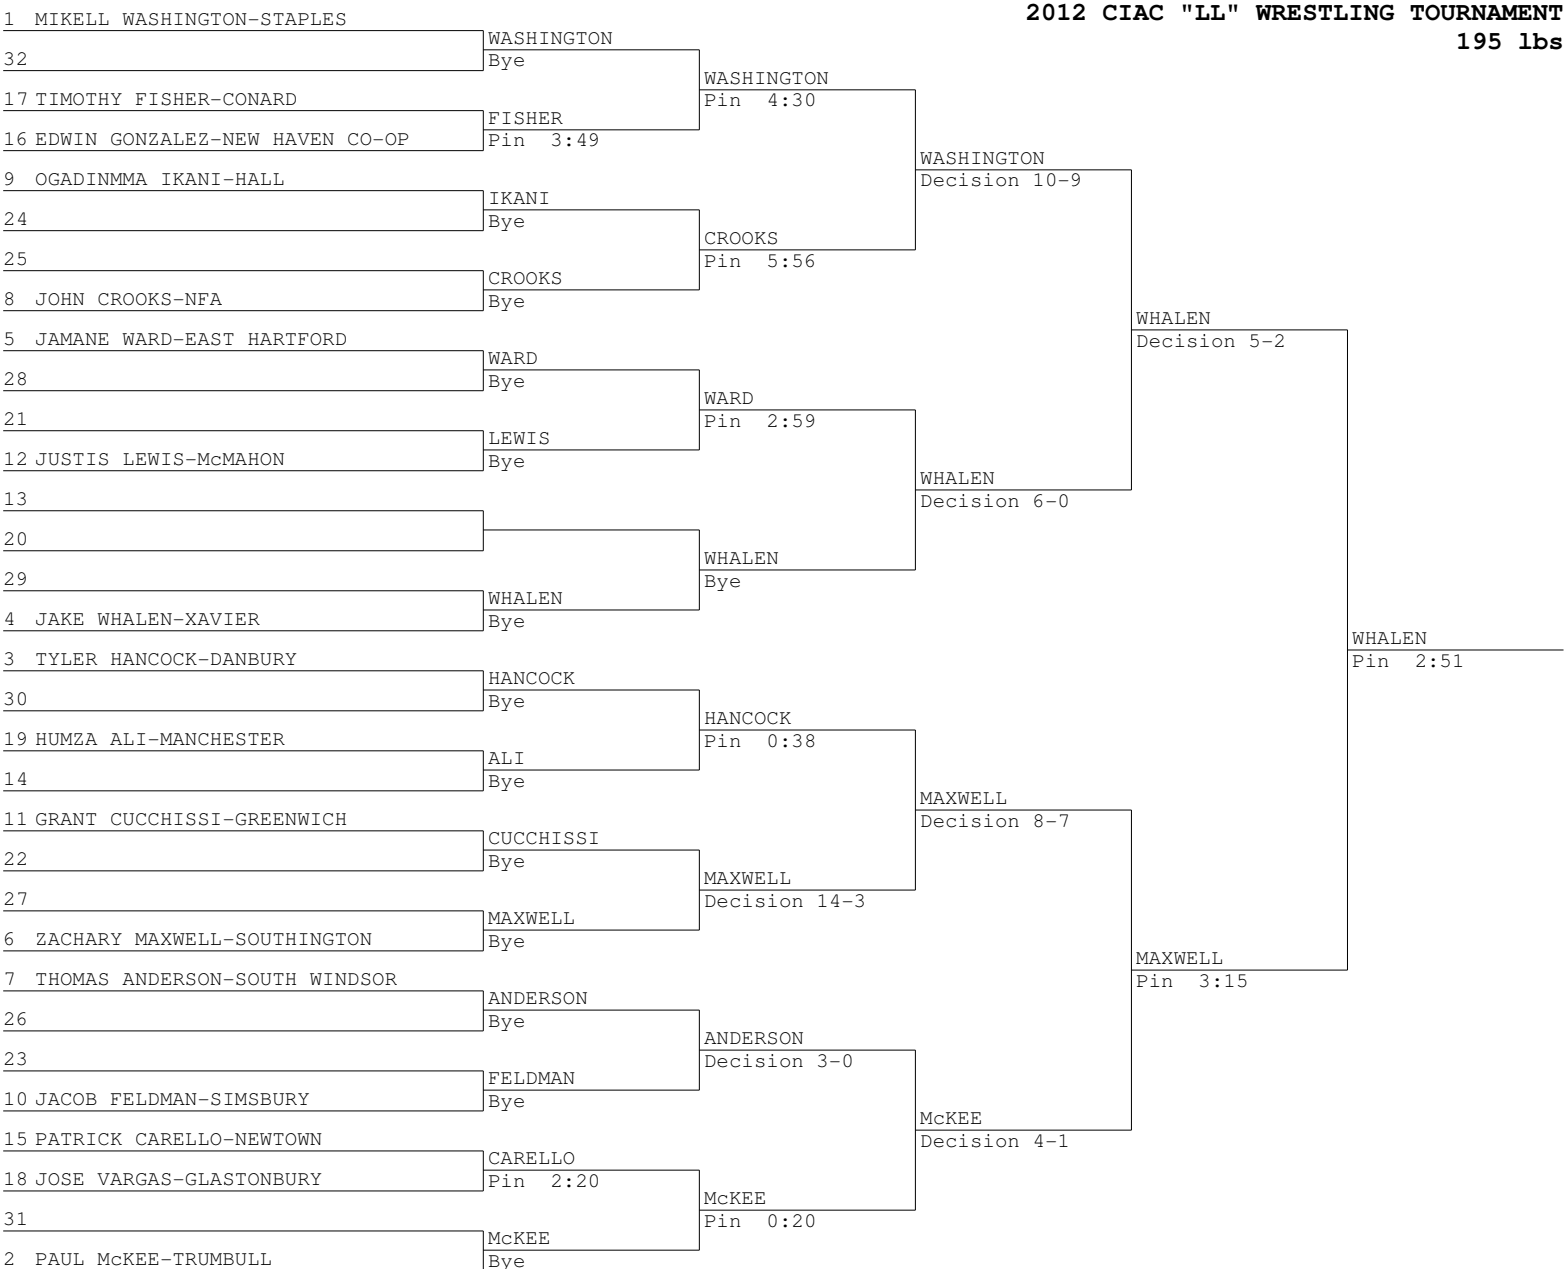 2012 CIAC "LL" WRESTLING TOURNAMENT
195 lbs
1 MIKELL WASHINGTON-STAPLES
32
17 TIMOTHY FISHER-CONARD
16 EDWIN GONZALEZ-NEW HAVEN CO-OP
9 OGADINMMA IKANI-HALL
24
25
8 JOHN CROOKS-NFA
5 JAMANE WARD-EAST HARTFORD
28
21
12 JUSTIS LEWIS-McMAHON
13
20
29
4 JAKE WHALEN-XAVIER
3 TYLER HANCOCK-DANBURY
30
19 HUMZA ALI-MANCHESTER
14
11 GRANT CUCCHISSI-GREENWICH
22
27
6 ZACHARY MAXWELL-SOUTHINGTON
7 THOMAS ANDERSON-SOUTH WINDSOR
26
23
10 JACOB FELDMAN-SIMSBURY
15 PATRICK CARELLO-NEWTOWN
18 JOSE VARGAS-GLASTONBURY
31
2 PAUL McKEE-TRUMBULL
WASHINGTON
Bye
FISHER
Pin 3:49
IKANI
Bye
CROOKS
Bye
WARD
Bye
LEWIS
Bye
WHALEN
Bye
HANCOCK
Bye
ALI
Bye
CUCCHISSI
Bye
MAXWELL
Bye
ANDERSON
Bye
FELDMAN
Bye
CARELLO
Pin 2:20
McKEE
Bye
WASHINGTON
Pin 4:30
CROOKS
Pin 5:56
WARD
Pin 2:59
WHALEN
Bye
HANCOCK
Pin 0:38
MAXWELL
Decision 14-3
ANDERSON
Decision 3-0
McKEE
Pin 0:20
WASHINGTON
Decision 10-9
WHALEN
Decision 6-0
MAXWELL
Decision 8-7
McKEE
Decision 4-1
WHALEN
Decision 5-2
MAXWELL
Pin 3:15
WHALEN
Pin 2:51